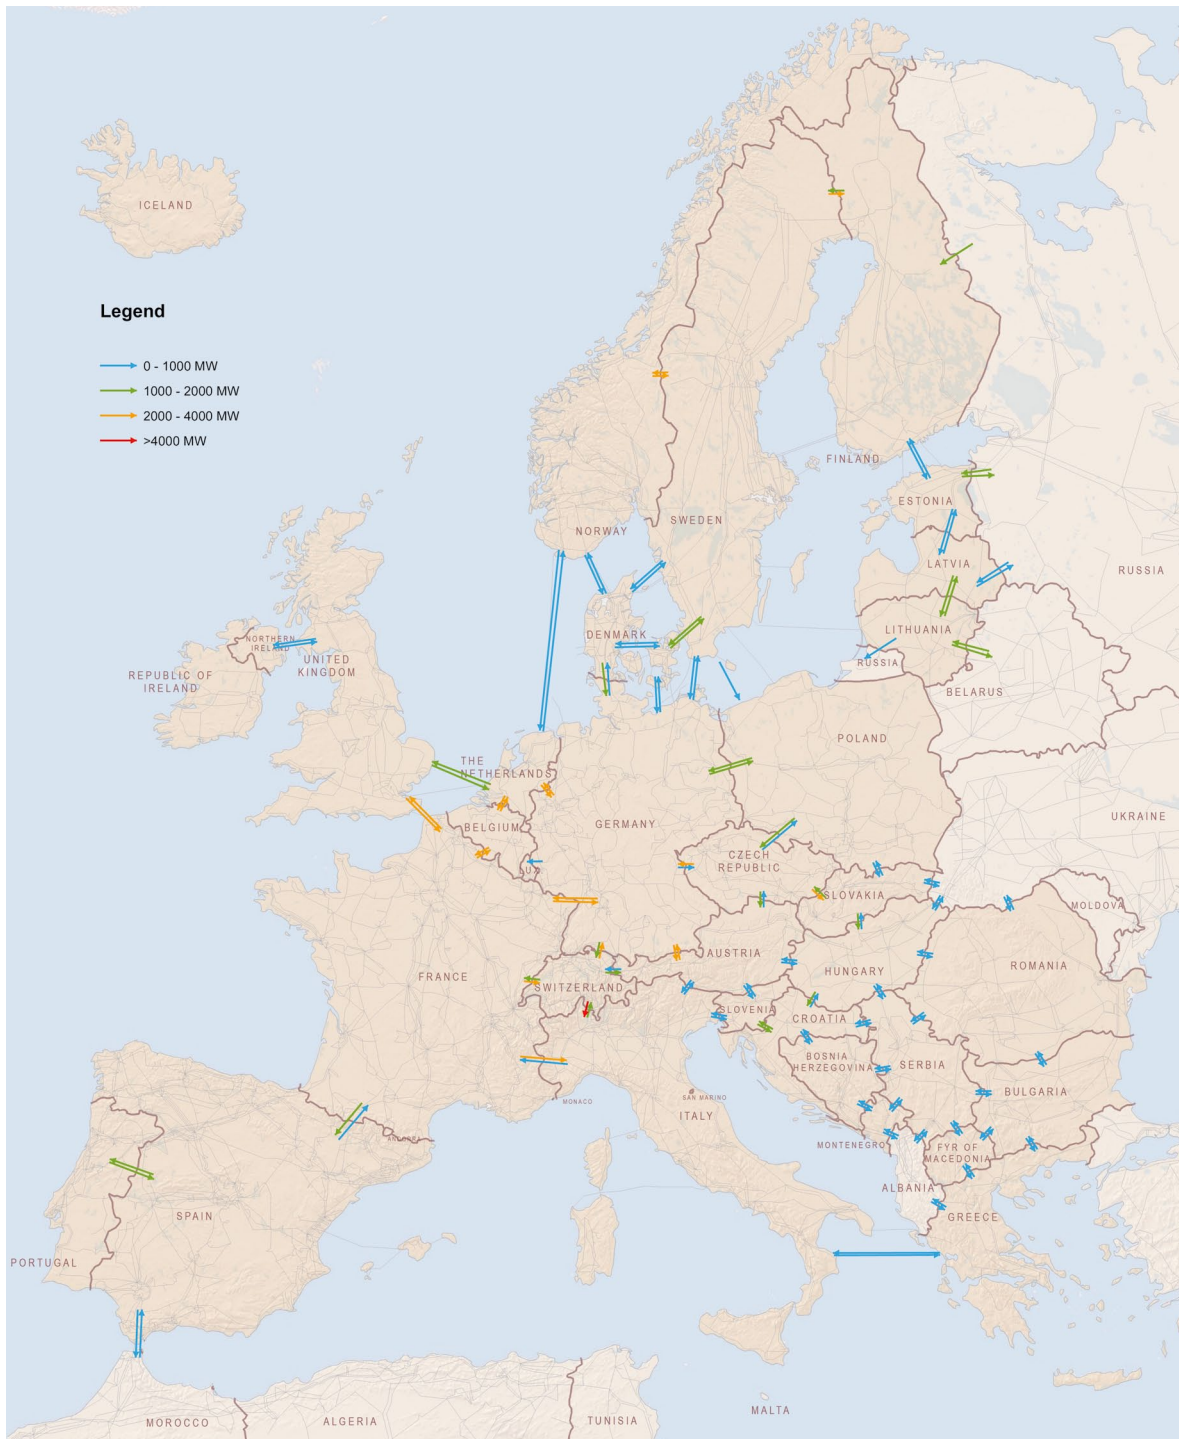 ICELAND
Legend
0 - 1000 MW
1000 - 2000 MW
2000 - 4000 MW
>4000 MW
FINLAND
ESTONIA
NORWAY
SWEDEN
LATVIA
RUSSIA
LITHUANIA
DENMARK
NORTHERN
IRELAND
UNITED
KINGDOM
REPUBLIC OF
IRELAND
RUSSIA
BELARUS
POLAND
THE
NETHERLANDS
UKRAINE
BELGIUM
GERMANY
CZECH
REPUBLIC
LUX.
SLOVAKIA
MOLDOVA
AUSTRIA
FRANCE
HUNGARY
ROMANIA
SWITZERLAND
SLOVENIA
CROATIA
BOSNIA
HERZEGOVINA
SERBIA
BULGARIA
MONACO
SAN MARINO
ITALY
ANDORRA
MONTENEGRO
FYR OF
MACEDONIA
ALBANIA
SPAIN
GREECE
PORTUGAL
MALTA
MOROCCO
ALGERIA
TUNISIA